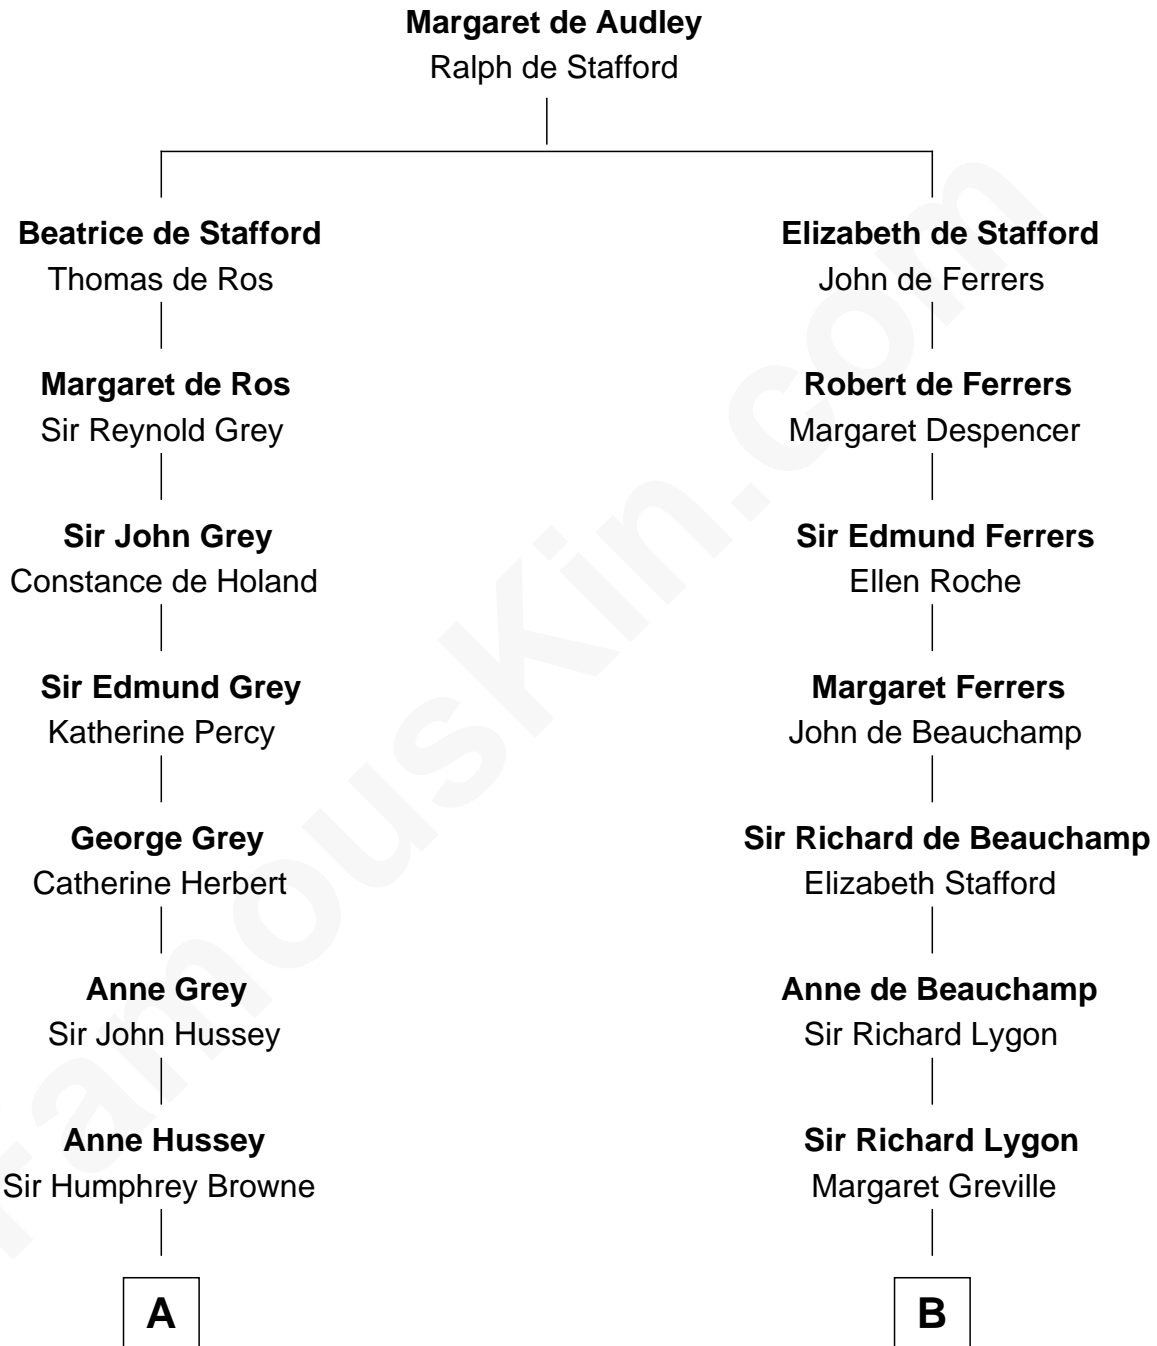 Margaret de Audley
Ralph de Stafford
Beatrice de Stafford
Thomas de Ros
Elizabeth de Stafford
John de Ferrers
Margaret de Ros
Sir Reynold Grey
Robert de Ferrers
Margaret Despencer
Sir John Grey
Constance de Holand
Sir Edmund Ferrers
Ellen Roche
Sir Edmund Grey
Katherine Percy
Margaret Ferrers
John de Beauchamp
George Grey
Catherine Herbert
Sir Richard de Beauchamp
Elizabeth Stafford
Anne Grey
Sir John Hussey
Anne de Beauchamp
Sir Richard Lygon
Anne Hussey
Sir Humphrey Browne
Sir Richard Lygon
Margaret Greville
A
B
FamousKin.com